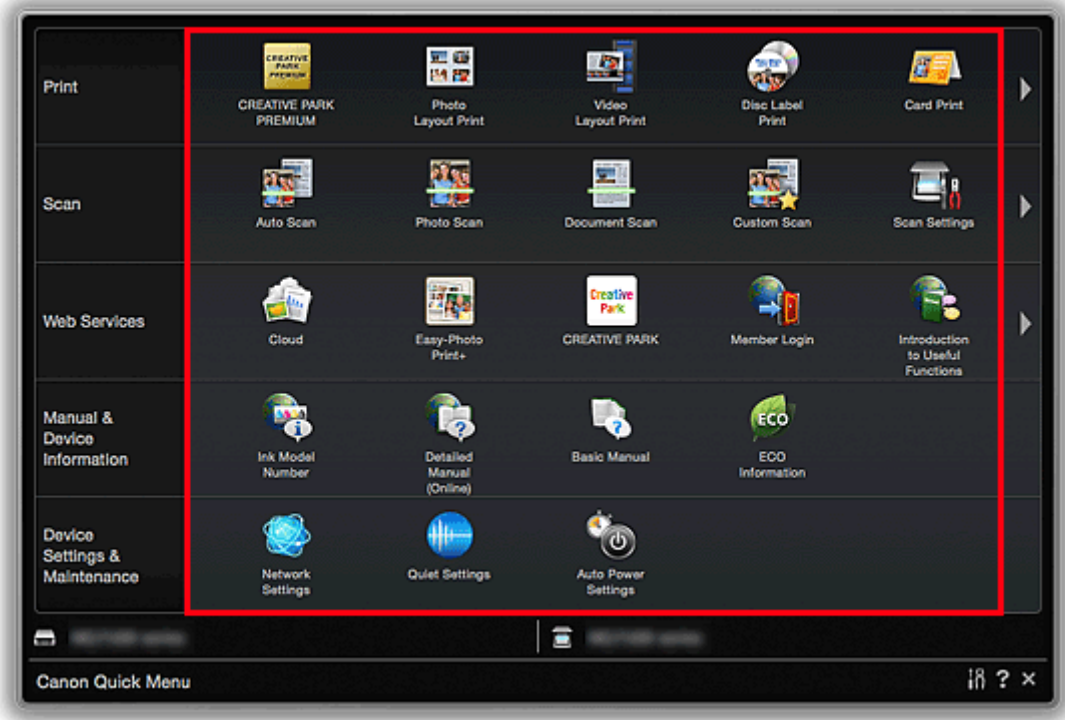 Print
CREATIVE
PARK
PREMIUM
CREATIVE PARK
PREMIUM
Photo
Layout Print
Video
Layout Print
Disc Label
Print
Card Print
Scan
Auto Scan
Photo Scan
Document Scan
Custom Scan
Scan Settings
Web Services
Cloud
Easy-Photo
Print+
Creative
Park
CREATIVE PARK
Member Login
Introduction
to Useful
Functions
Manual &
Device
Information
Ink Model
Number
Detailed
Manual
(Online)
Basic Manual
ECO
ECO
Information
Device
Settings &
Maintenance
Network
Settings
Quiet Settings
Auto Power
Settings
Canon Quick Menu
?